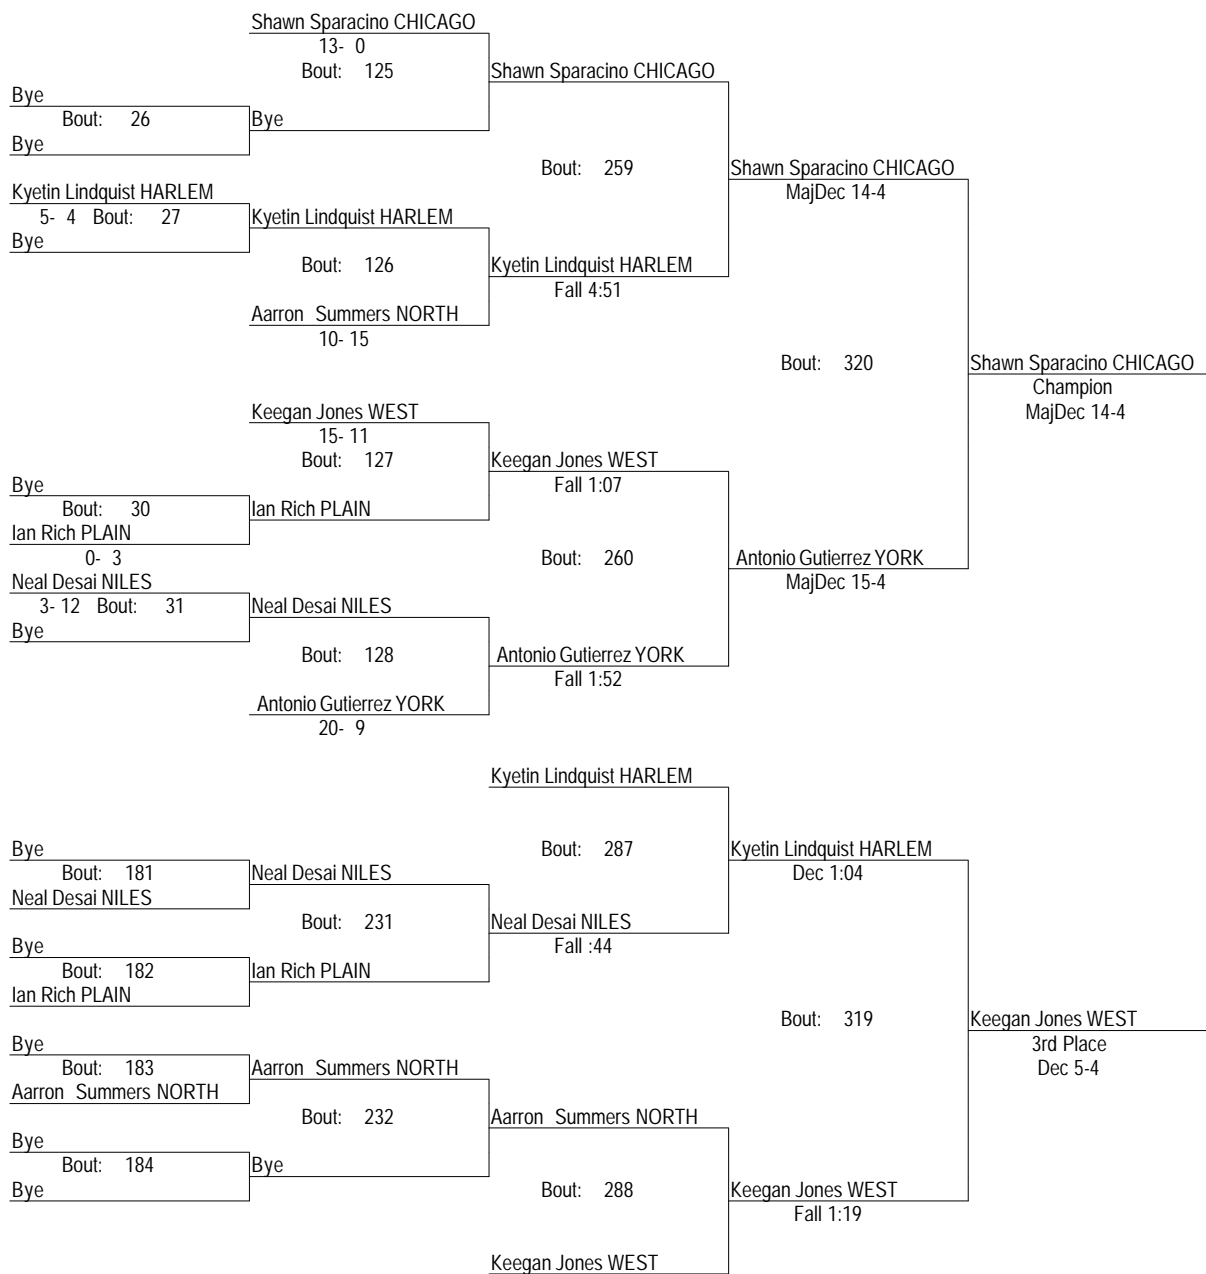 Shawn Sparacino CHICAGO
13- 0
Bout: 125
Shawn Sparacino CHICAGO
Bye
Bout: 26
Bye
Bye
Bout: 259
Shawn Sparacino CHICAGO
MajDec 14-4
Kyetin Lindquist HARLEM
5- 4 Bout: 27
Kyetin Lindquist HARLEM
Bye
Bout: 126
Kyetin Lindquist HARLEM
Fall 4:51
Aarron Summers NORTH
10- 15
Bout: 320
Shawn Sparacino CHICAGO
Champion
MajDec 14-4
Keegan Jones WEST
15- 11
Bout: 127
Keegan Jones WEST
Fall 1:07
Bye
Bout: 30
Ian Rich PLAIN
Ian Rich PLAIN
0- 3
Bout: 260
Antonio Gutierrez YORK
MajDec 15-4
Neal Desai NILES
3- 12 Bout: 31
Neal Desai NILES
Bye
Bout: 128
Antonio Gutierrez YORK
Fall 1:52
Antonio Gutierrez YORK
20- 9
Kyetin Lindquist HARLEM
Bout: 287
Kyetin Lindquist HARLEM
Dec 1:04
Bye
Bout: 181
Neal Desai NILES
Neal Desai NILES
Bout: 231
Neal Desai NILES
Fall :44
Bye
Bout: 182
Ian Rich PLAIN
Ian Rich PLAIN
Bout: 319
Keegan Jones WEST
3rd Place
Dec 5-4
Bye
Bout: 183
Aarron Summers NORTH
Aarron Summers NORTH
Bout: 232
Aarron Summers NORTH
Bye
Bout: 184
Bye
Bye
Bout: 288
Keegan Jones WEST
Fall 1:19
Keegan Jones WEST